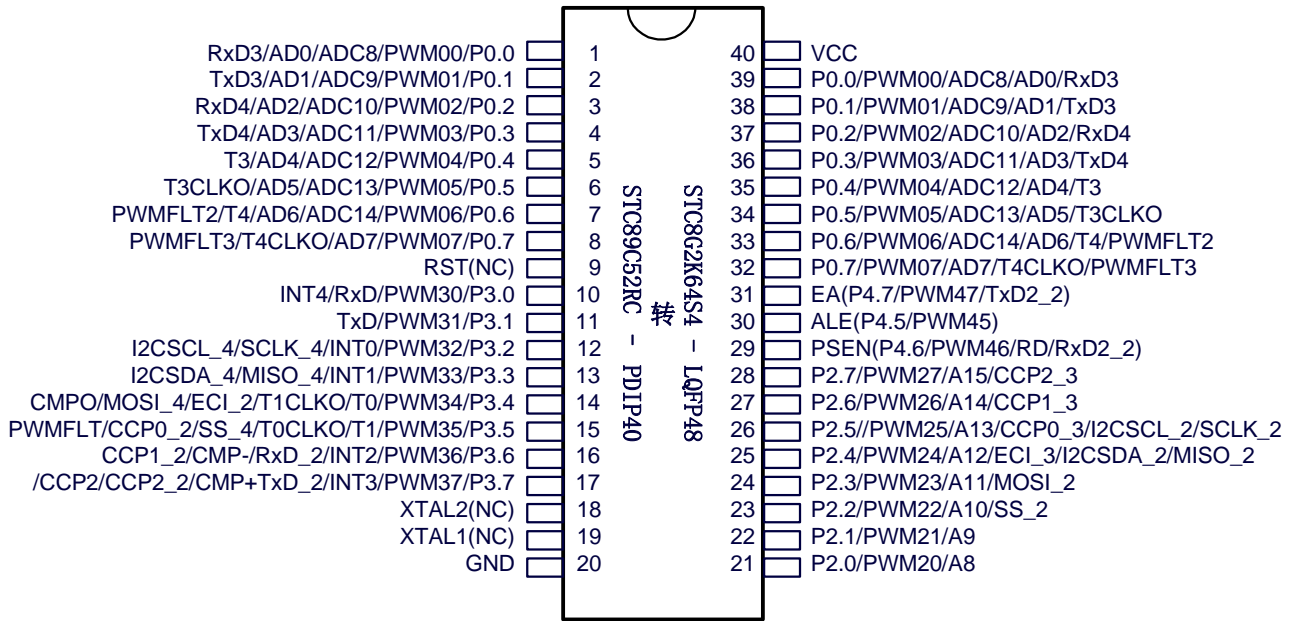 RxD3/AD0/ADC8/PWM00/P0.0 1 40 VCC
TxD3/AD1/ADC9/PWM01/P0.1 2 39 P0.0/PWM00/ADC8/AD0/RxD3
RxD4/AD2/ADC10/PWM02/P0.2 3 38 P0.1/PWM01/ADC9/AD1/TxD3
TxD4/AD3/ADC11/PWM03/P0.3 4 37 P0.2/PWM02/ADC10/AD2/RxD4
T3/AD4/ADC12/PWM04/P0.4 5 36 P0.3/PWM03/ADC11/AD3/TxD4
T3CLKO/AD5/ADC13/PWM05/P0.5 6 35 P0.4/PWM04/ADC12/AD4/T3
PWMFLT2/T4/AD6/ADC14/PWM06/P0.6 7 34 P0.5/PWM05/ADC13/AD5/T3CLKO
PWMFLT3/T4CLKO/AD7/PWM07/P0.7 8 33 P0.6/PWM06/ADC14/AD6/T4/PWMFLT2
RST(NC) 9 32 P0.7/PWM07/AD7/T4CLKO/PWMFLT3
INT4/RxD/PWM30/P3.0 10 31 EA(P4.7/PWM47/TxD2_2)
TxD/PWM31/P3.1 11 30 ALE(P4.5/PWM45)
I2CSCL_4/SCLK_4/INT0/PWM32/P3.2 12 29 PSEN(P4.6/PWM46/RD/RxD2_2)
I2CSDA_4/MISO_4/INT1/PWM33/P3.3 13 28 P2.7/PWM27/A15/CCP2_3
CMPO/MOSI_4/ECI_2/T1CLKO/T0/PWM34/P3.4 14 27 P2.6/PWM26/A14/CCP1_3
PWMFLT/CCP0_2/SS_4/T0CLKO/T1/PWM35/P3.5 15 26 P2.5//PWM25/A13/CCP0_3/I2CSCL_2/SCLK_2
CCP1_2/CMP-/RxD_2/INT2/PWM36/P3.6 16 25 P2.4/PWM24/A12/ECI_3/I2CSDA_2/MISO_2
/CCP2/CCP2_2/CMP+TxD_2/INT3/PWM37/P3.7 17 24 P2.3/PWM23/A11/MOSI_2
XTAL2(NC) 18 23 P2.2/PWM22/A10/SS_2
XTAL1(NC) 19 22 P2.1/PWM21/A9
GND 20 21 P2.0/PWM20/A8
STC8G2K64S4 - LQFP48
转
STC89C52RC - PDIP40